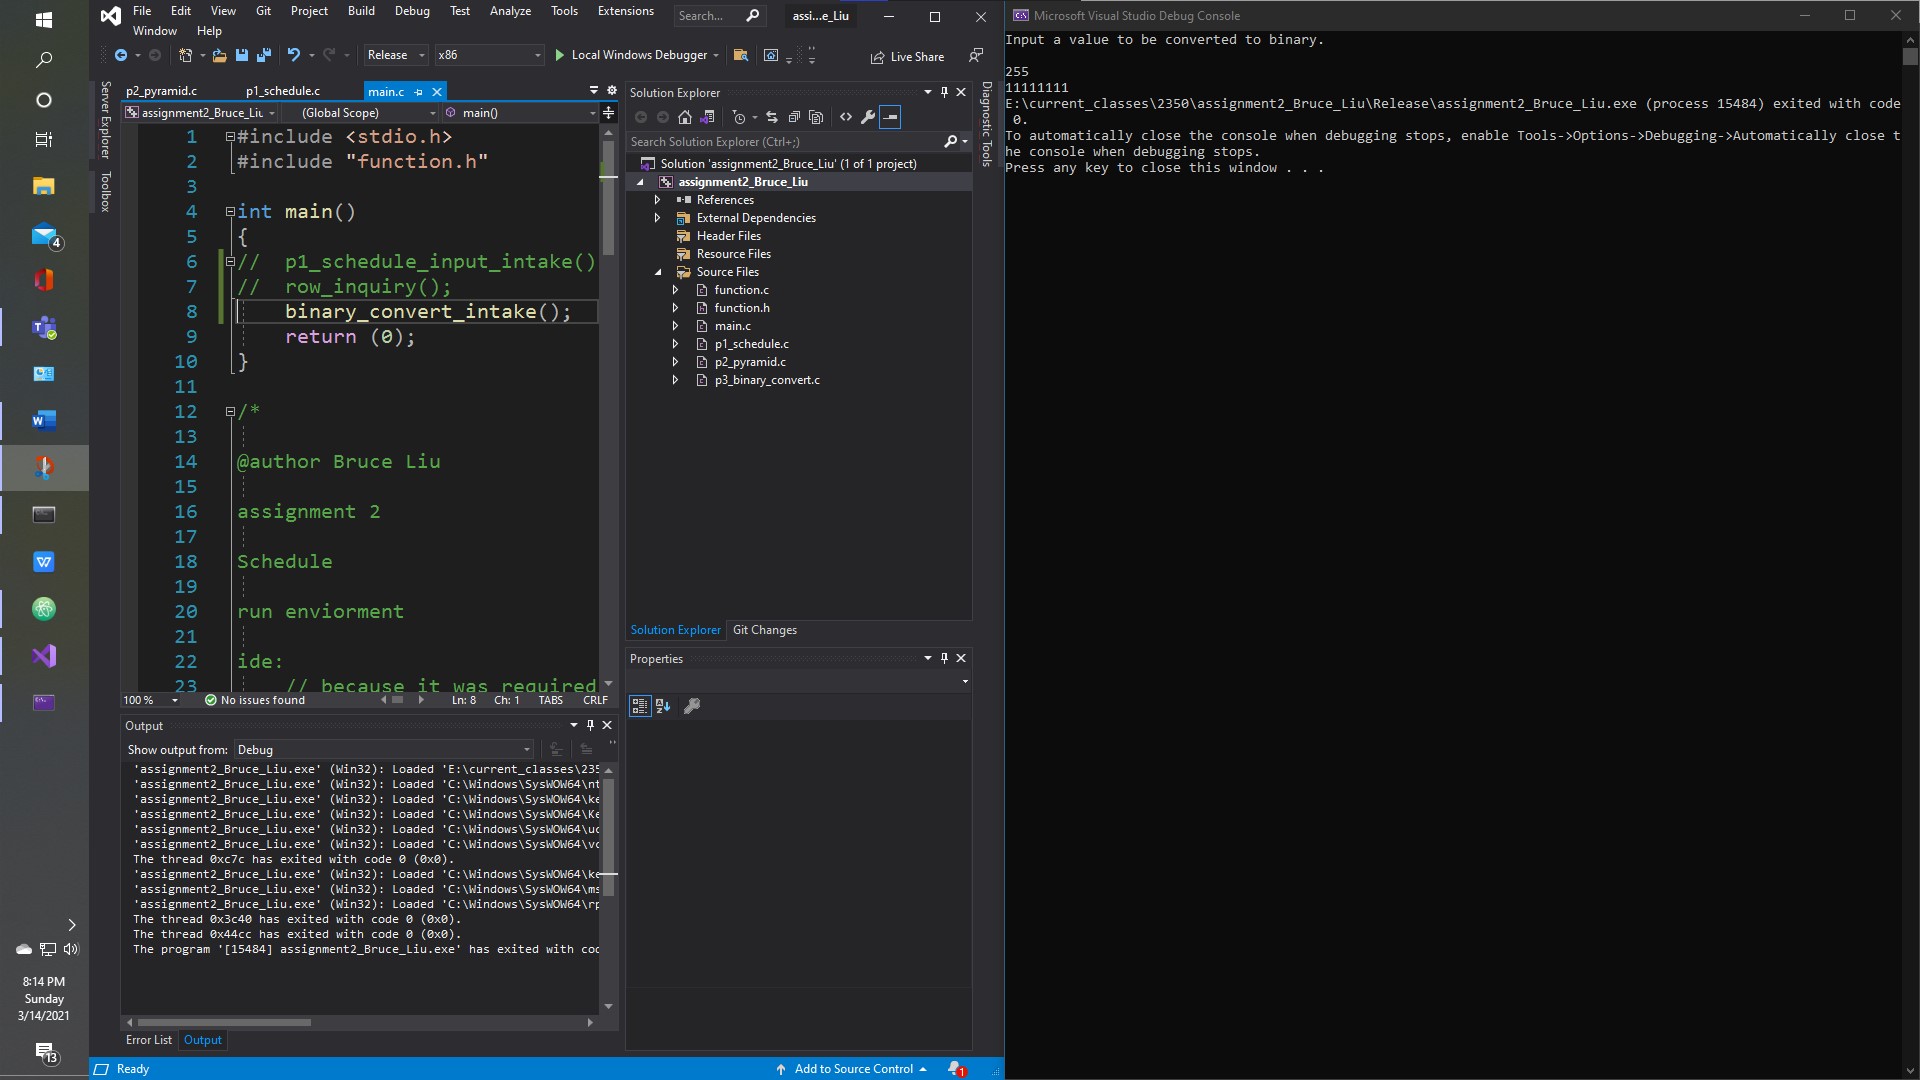 File Edit View Git Project Build Debug Test Analyze Tools Extensions
Window Help
Search...
assi...e_Liu
Release
x86
Local Windows Debugger
Live Share
Server Explorer
Toolbox
p2_pyramid.c p1_schedule.c main.c
assignment2_Bruce_Liu (Global Scope) main()
1 #include <stdio.h>
2 #include "function.h"
3
4 int main()
5 {
6 // p1_schedule_input_intake()
7 // row_inquiry();
8 binary_convert_intake();
9 return (0);
10 }
11
12 /*
13
14 @author Bruce Liu
15
16 assignment 2
17
18 Schedule
19
20 run enviorment
21
22 ide:
23 // because it was required
100 % No issues found Ln: 8 Ch: 1 TABS CRLF
Output
Show output from: Debug
'assignment2_Bruce_Liu.exe' (Win32): Loaded 'E:\current_classes\235
'assignment2_Bruce_Liu.exe' (Win32): Loaded 'C:\Windows\SysWOW64\nt
'assignment2_Bruce_Liu.exe' (Win32): Loaded 'C:\Windows\SysWOW64\ke
'assignment2_Bruce_Liu.exe' (Win32): Loaded 'C:\Windows\SysWOW64\Ke
'assignment2_Bruce_Liu.exe' (Win32): Loaded 'C:\Windows\SysWOW64\uc
'assignment2_Bruce_Liu.exe' (Win32): Loaded 'C:\Windows\SysWOW64\vc
The thread 0xc7c has exited with code 0 (0x0).
'assignment2_Bruce_Liu.exe' (Win32): Loaded 'C:\Windows\SysWOW64\ke
'assignment2_Bruce_Liu.exe' (Win32): Loaded 'C:\Windows\SysWOW64\ms
'assignment2_Bruce_Liu.exe' (Win32): Loaded 'C:\Windows\SysWOW64\rp
The thread 0x3c40 has exited with code 0 (0x0).
The thread 0x44cc has exited with code 0 (0x0).
The program '[15484] assignment2_Bruce_Liu.exe' has exited with cod
Error List Output
Ready
Add to Source Control
1
Solution Explorer
Search Solution Explorer (Ctrl+;)
Solution 'assignment2_Bruce_Liu' (1 of 1 project)
assignment2_Bruce_Liu
References
External Dependencies
Header Files
Resource Files
Source Files
function.c
function.h
main.c
p1_schedule.c
p2_pyramid.c
p3_binary_convert.c
Solution Explorer Git Changes
Properties
Diagnostic Tools
Microsoft Visual Studio Debug Console
Input a value to be converted to binary.
255
11111111
E:\current_classes\2350\assignment2_Bruce_Liu\Release\assignment2_Bruce_Liu.exe (process 15484) exited with code
0.
To automatically close the console when debugging stops, enable Tools->Options->Debugging->Automatically close t
he console when debugging stops.
Press any key to close this window . . .
4
8:14 PM
Sunday
3/14/2021
13